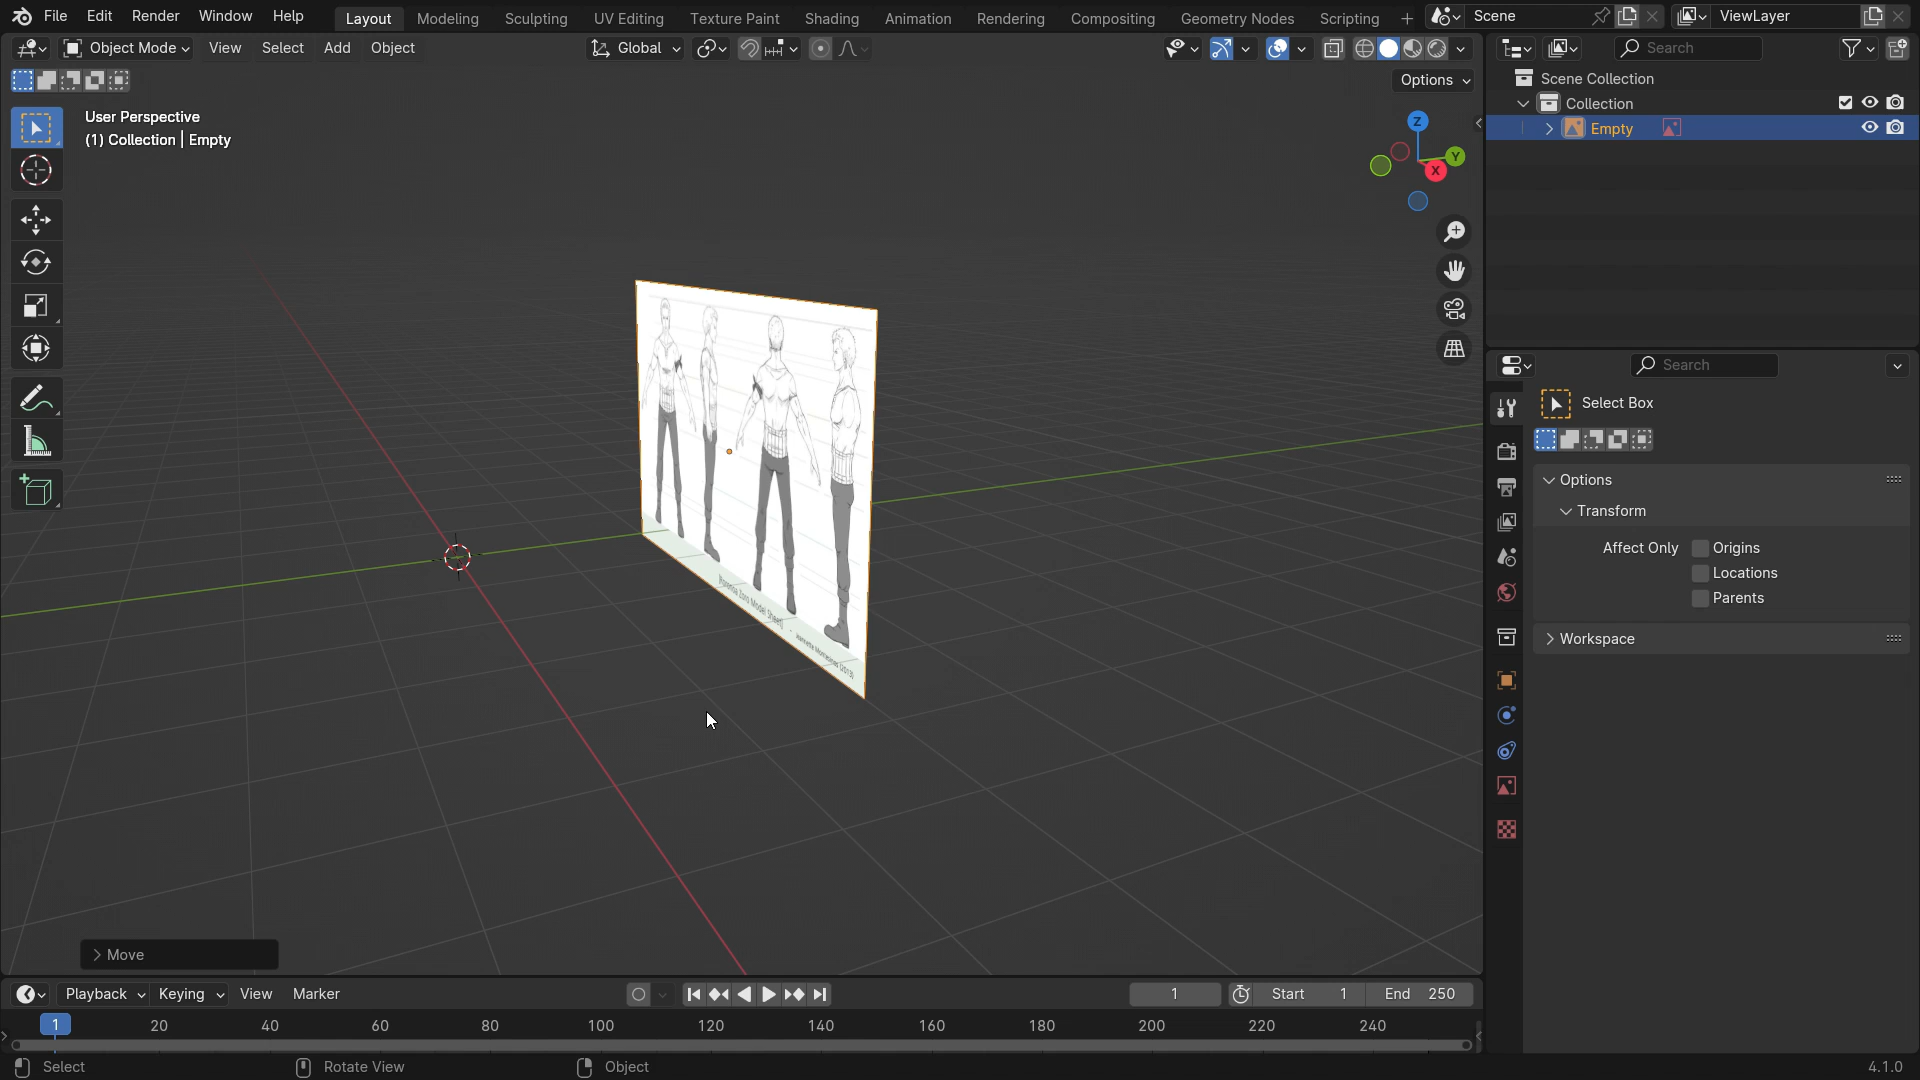 File Edit Render Window Help Layout Modeling Sculpting UV Editing Texture Paint Shading Animation Rendering Compositing Geometry Nodes Scripting + Scene ViewLayer
Object Mode View Select Add Object Global Search
Options
Scene Collection
Collection
Empty
User Perspective
(1) Collection | Empty
Z
Y
X
Search
Select Box
Options
Transform
Affect Only Origins
Locations
Parents
Workspace
Move
Playback Keying View Marker 1 Start 1 End 250
1 20 40 60 80 100 120 140 160 180 200 220 240
Select Rotate View Object 4.1.0